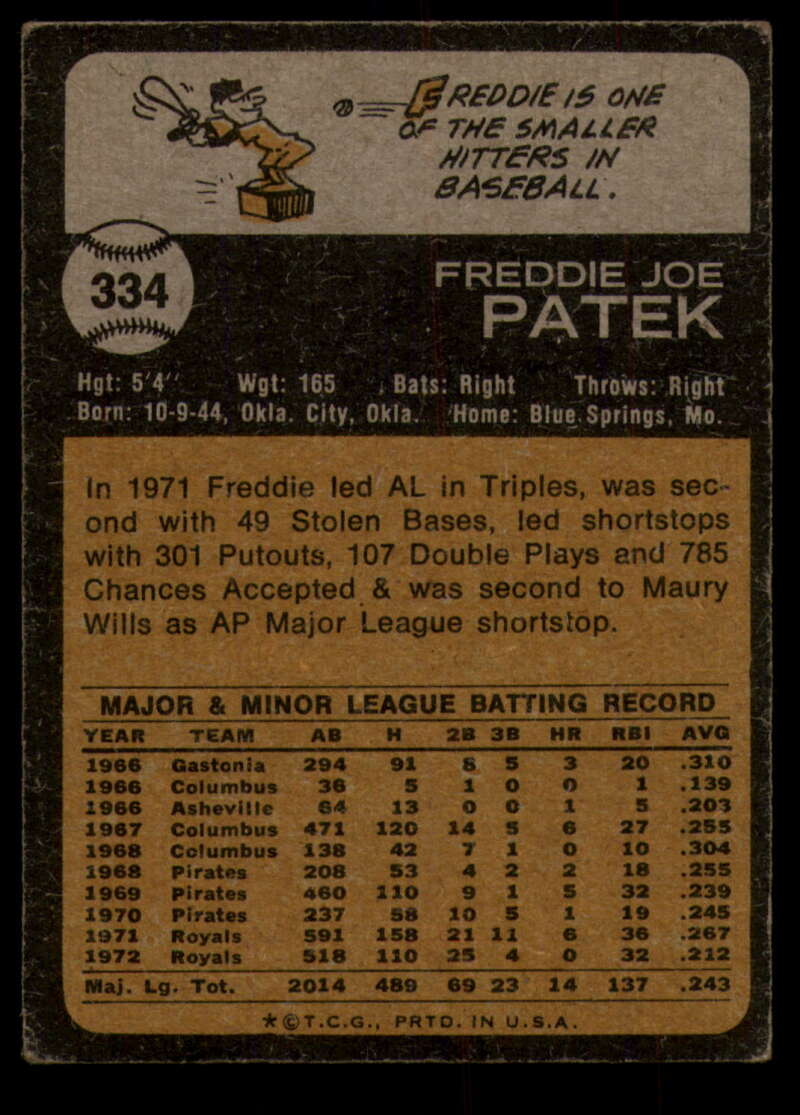 FREDDIE IS ONE
OF THE SMALLER
HITTERS IN
BASEBALL.
334
FREDDIE JOE
PATEK
Hgt: 5'4" Wgt: 165 Bats: Right Throws: Right
Born: 10-9-44, Okla. City, Okla. Home: Blue Springs, Mo.
In 1971 Freddie led AL in Triples, was sec-
ond with 49 Stolen Bases, led shortstops
with 301 Putouts, 107 Double Plays and 785
Chances Accepted & was second to Maury
Wills as AP Major League shortstop.
MAJOR & MINOR LEAGUE BATTING RECORD
YEAR TEAM AB H 2B 3B HR RBI AVG
1966 Gastonia 294 91 5 3 20 .310
1966 Columbus 36 5 1 0 0 1 .139
1966 Asheville 64 13 0 0 1 5 .203
1967 Columbus 471 120 14 5 6 27 .255
1968 Columbus 138 42 7 1 0 10 .304
1968 Pirates 208 53 4 2 2 18 .255
1969 Pirates 460 110 9 1 5 32 .239
1970 Pirates 237 58 10 5 1 19 .245
1971 Royals 591 158 21 11 6 36 .267
1972 Royals 518 110 25 4 0 32 .212
Maj. Lg. Tot. 2014 489 69 23 14 137 .243
*©T.C.G., PRTD. IN U.S.A.